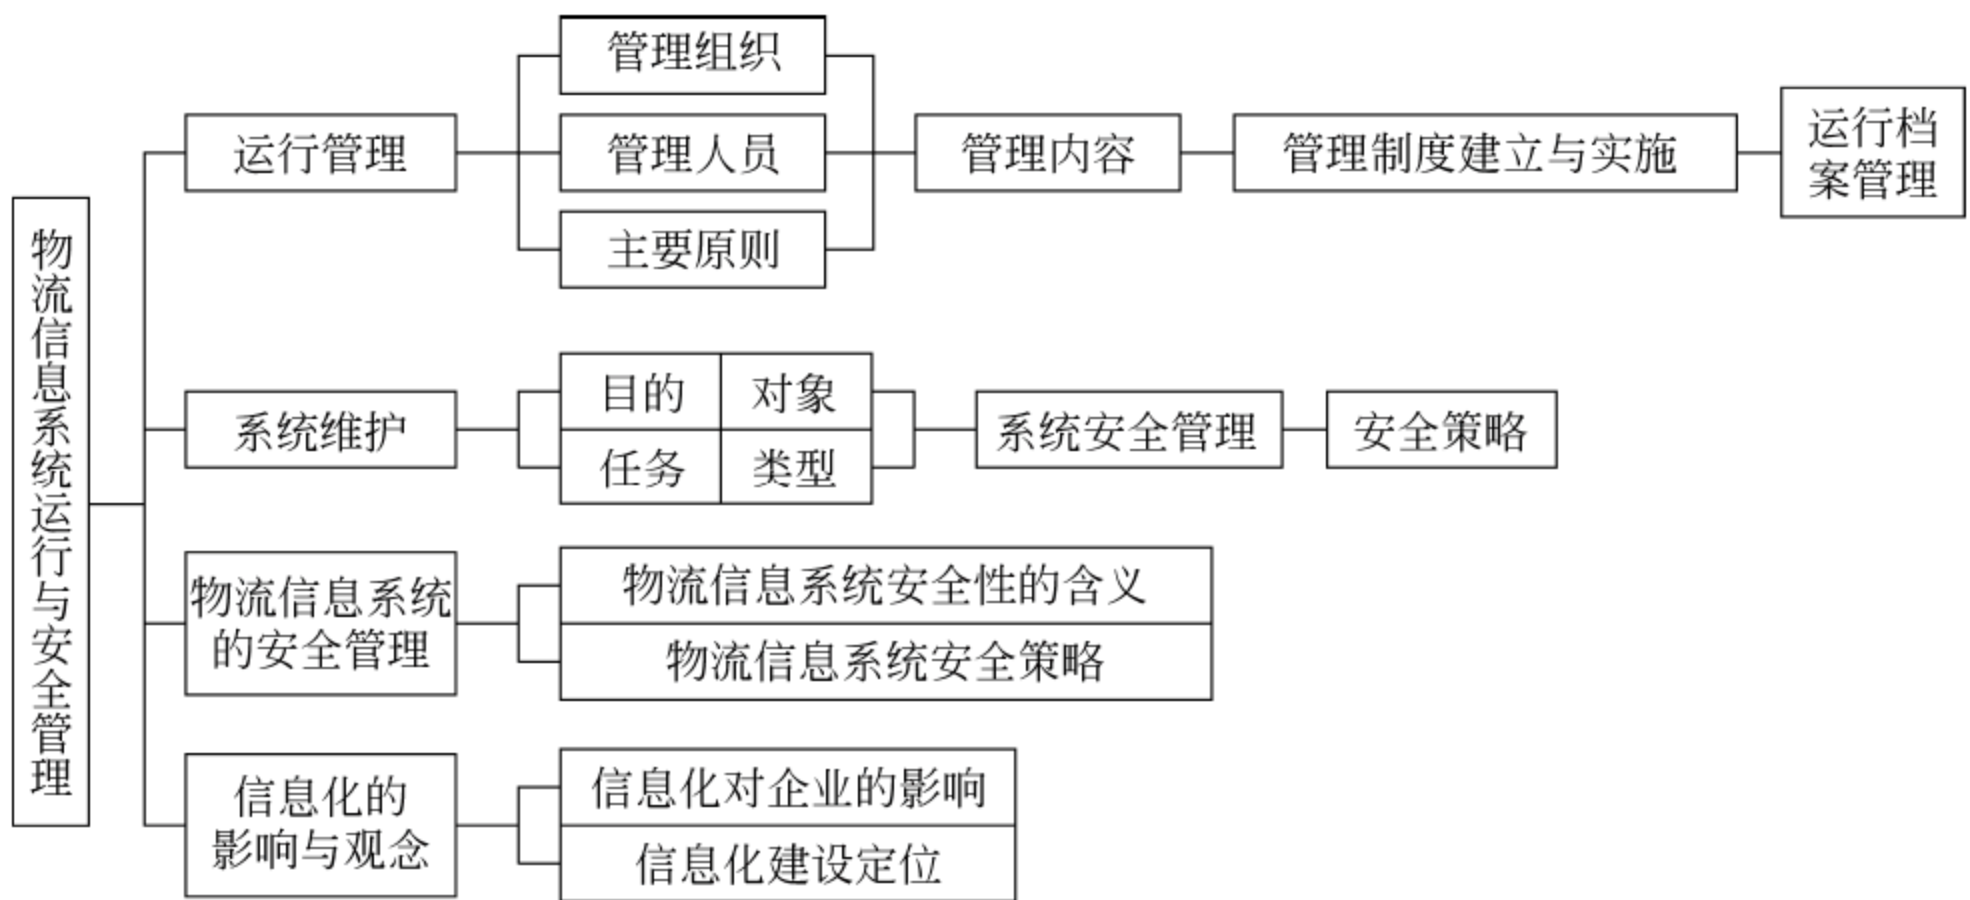 物流信息系统运行与安全管理
运行管理
管理组织
管理人员
主要原则
管理内容
管理制度建立与实施
运行档
案管理
系统维护
目的
对象
任务
类型
系统安全管理
安全策略
物流信息系统
的安全管理
物流信息系统安全性的含义
物流信息系统安全策略
信息化的
影响与观念
信息化对企业的影响
信息化建设定位